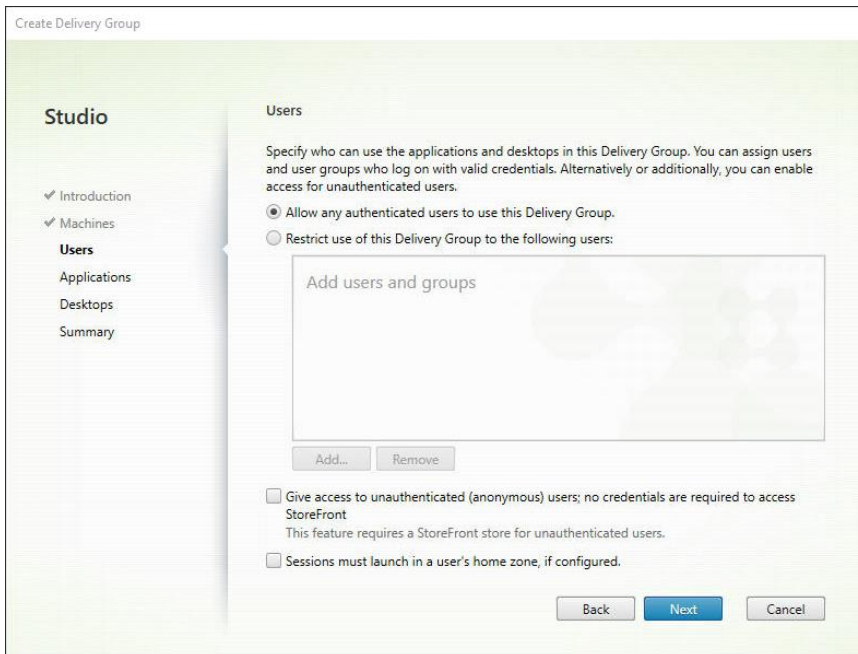 Create Delivery Group
Studio
Introduction
Machines
Users
Applications
Desktops
Summary
Users
Specify who can use the applications and desktops in this Delivery Group. You can assign users
and user groups who log on with valid credentials. Alternatively or additionally, you can enable
access for unauthenticated users.
Allow any authenticated users to use this Delivery Group.
Restrict use of this Delivery Group to the following users:
Add users and groups
Add...
Remove
Give access to unauthenticated (anonymous) users; no credentials are required to access
StoreFront
This feature requires a StoreFront store for unauthenticated users.
Sessions must launch in a user's home zone, if configured.
Back
Next
Cancel